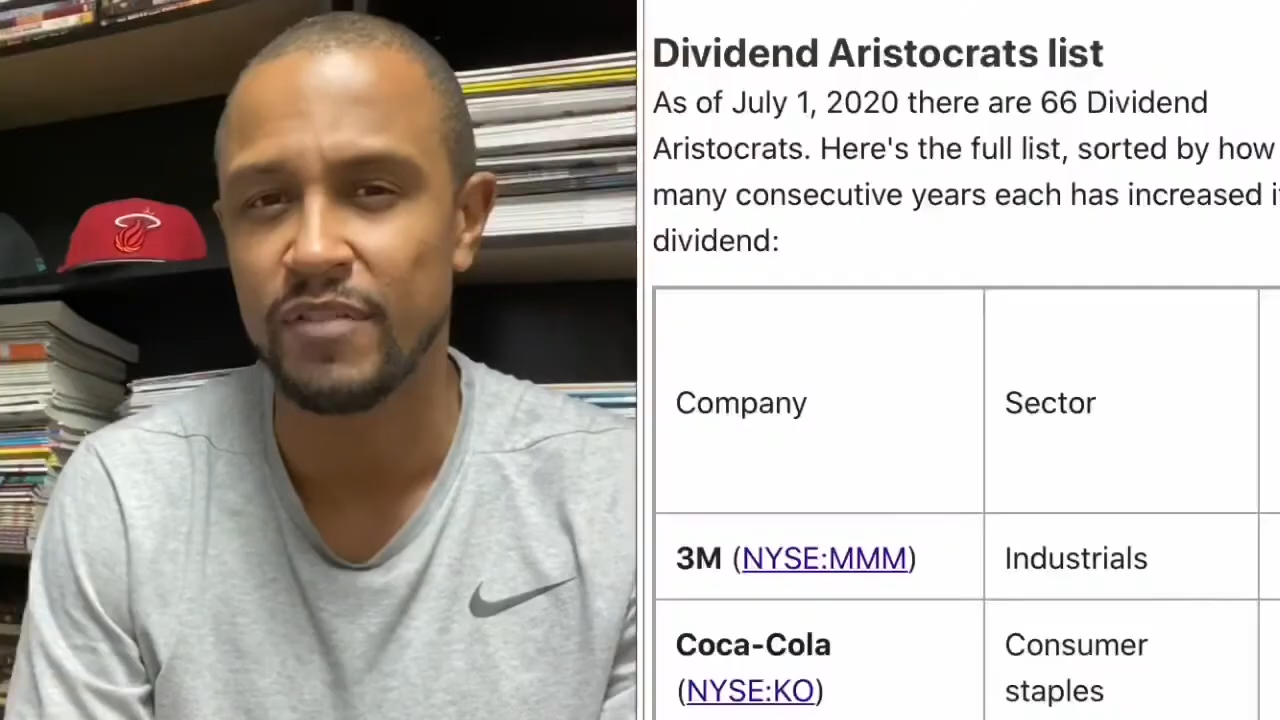 Dividend Aristocrats list
As of July 1, 2020 there are 66 Dividend
Aristocrats. Here's the full list, sorted by how
many consecutive years each has increased
dividend:
Company
Sector
3M (NYSE:MMM)
Industrials
Coca-Cola
(NYSE:KO)
Consumer
staples